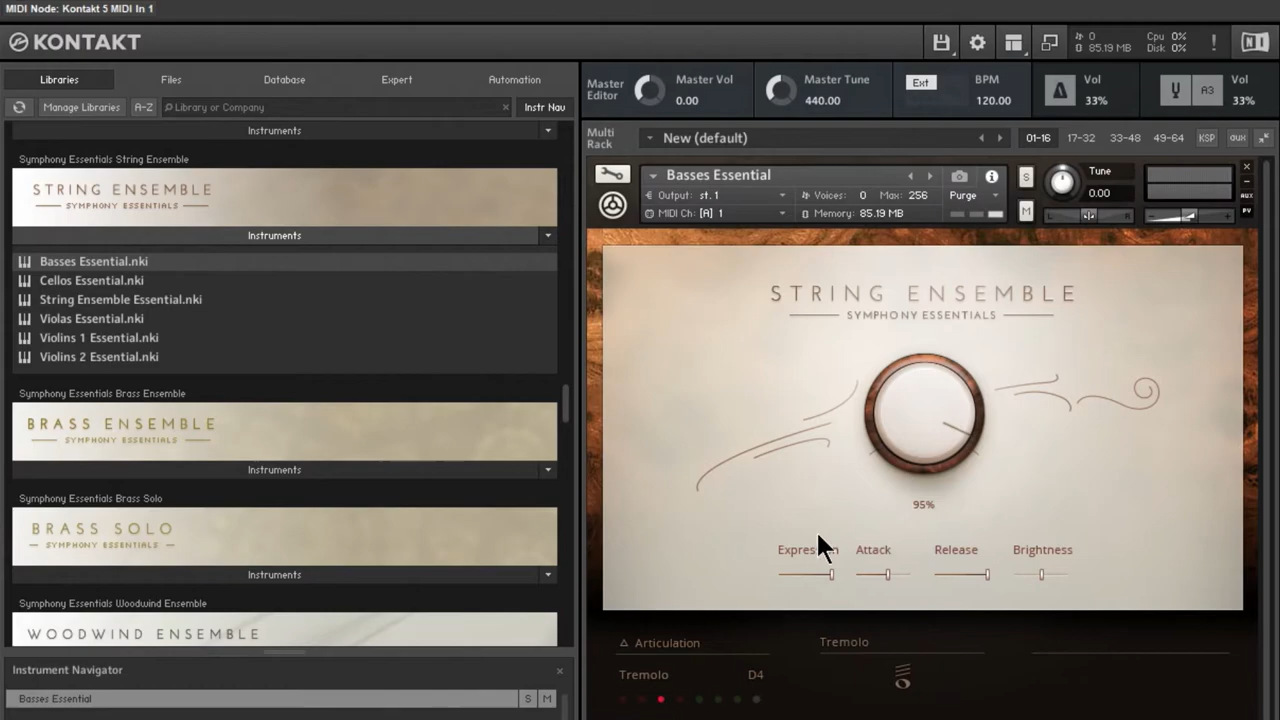 MIDI Node: Kontakt 5 MIDI In 1
KONTAKT
0
85.19 MB
Cpu 0%
Disk 0%
!
NI
Libraries
Files
Database
Expert
Automation
Manage Libraries
A-Z
Library or Company
×
Instr Nav
Master Editor
Master Vol
0.00
Master Tune
440.00
Ext
BPM
120.00
Vol
33%
A3
Vol
33%
Multi Rack
New (default)
01-16
17-32
33-48
49-64
KSP
aux
Instruments
Symphony Essentials String Ensemble
STRING ENSEMBLE
SYMPHONY ESSENTIALS
Instruments
Basses Essential.nki
Cellos Essential.nki
String Ensemble Essential.nki
Violas Essential.nki
Violins 1 Essential.nki
Violins 2 Essential.nki
Symphony Essentials Brass Ensemble
BRASS ENSEMBLE
SYMPHONY ESSENTIALS
Instruments
Symphony Essentials Brass Solo
BRASS SOLO
SYMPHONY ESSENTIALS
Instruments
Symphony Essentials Woodwind Ensemble
WOODWIND ENSEMBLE
Instrument Navigator
×
Basses Essential
S M
Basses Essential
Output: st.1
Voices: 0 Max: 256
Purge
MIDI Ch: [A] 1
Memory: 85.19 MB
S
M
Tune
0.00
L R
- +
×
-
AUX
PV
STRING ENSEMBLE
SYMPHONY ESSENTIALS
95%
Expression
Attack
Release
Brightness
Articulation
Tremolo
Tremolo
D4